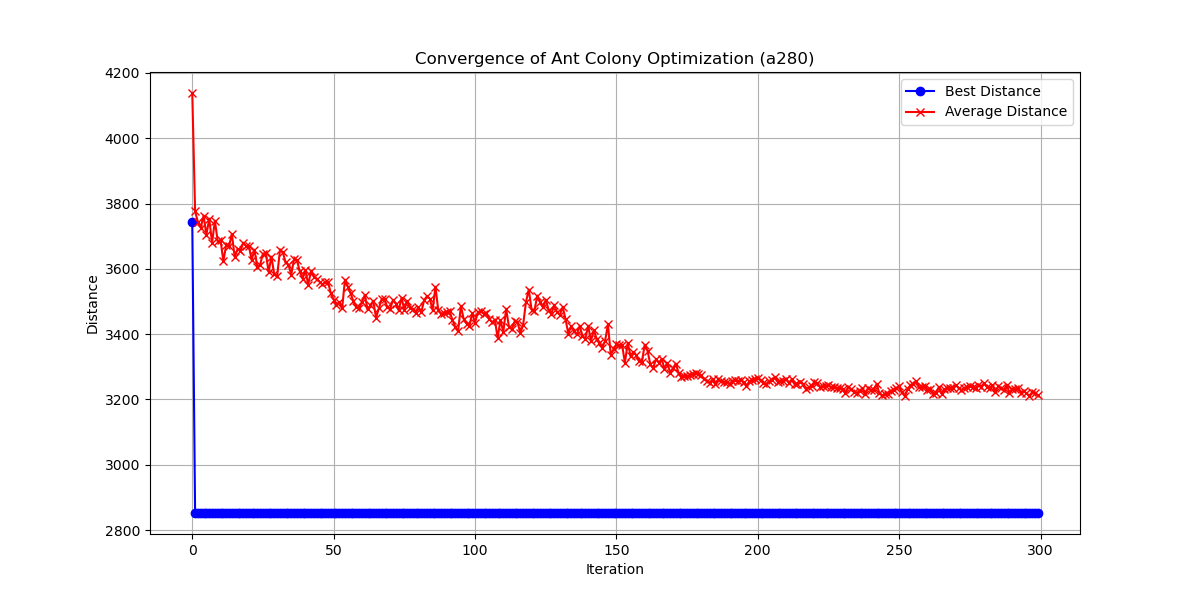 Convergence of Ant Colony Optimization (a280)
Best Distance
Average Distance
4200
4000
3800
3600
3400
3200
3000
2800
Distance
0 50 100 150 200 250 300
Iteration